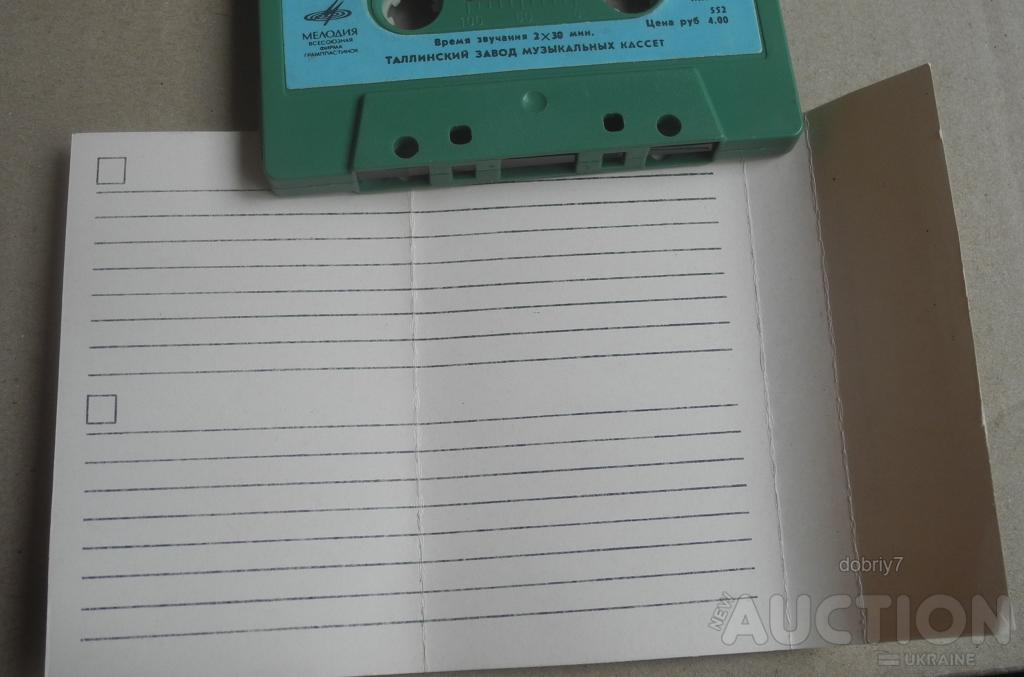 МЕЛОДИЯ
ВСЕСОЮЗНАЯ
ФИРМА
ГРАМПЛАСТИНОК
100
552
Цена руб 4.00
Время звучания 2×30 мин.
ТАЛЛИНСКИЙ ЗАВОД МУЗЫКАЛЬНЫХ КАССЕТ
dobriy7
NEW AUCTION
UKRAINE